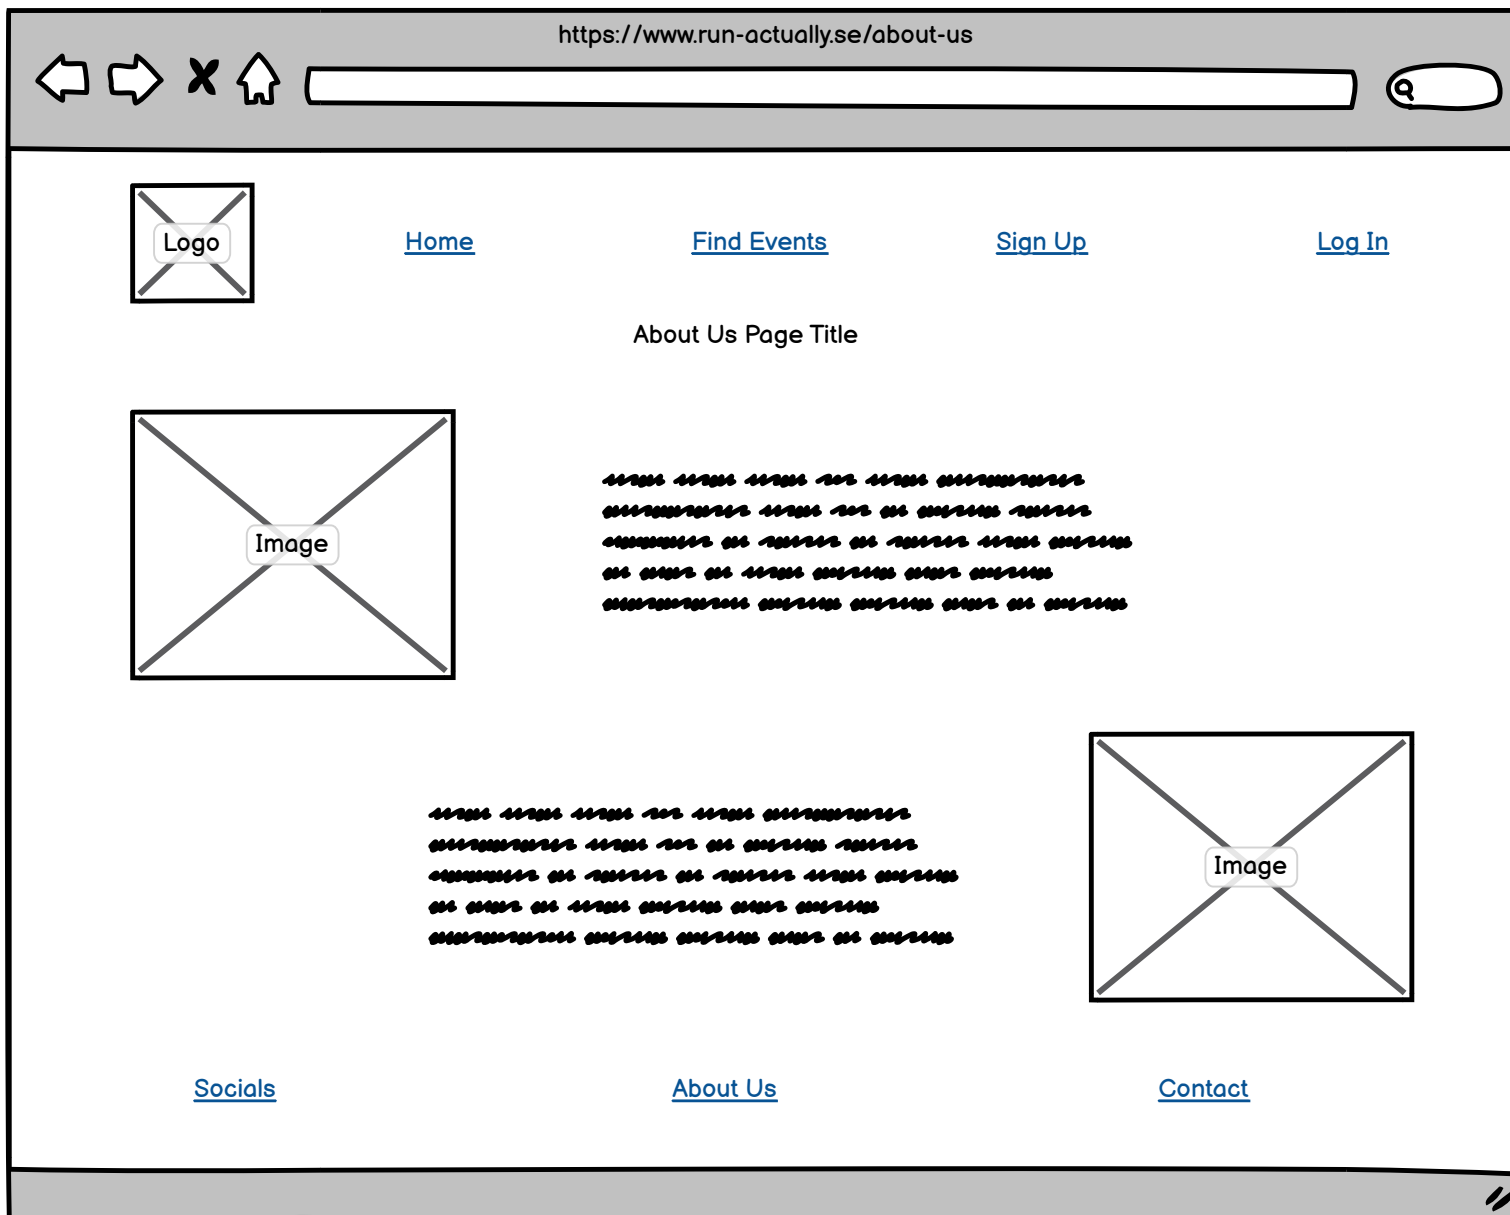 https://www.run-actually.se/about-us
Logo
Home
Find Events
Sign Up
Log In
About Us Page Title
Image
Image
Socials
About Us
Contact